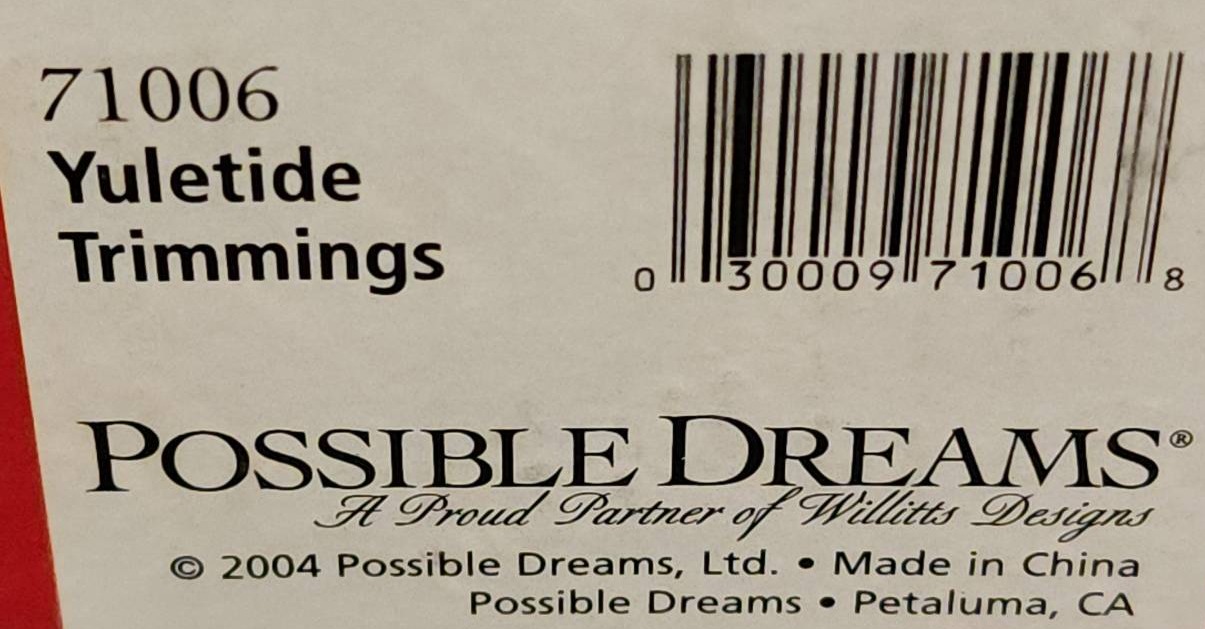 71006
Yuletide
Trimmings
0 30009 71006 8
POSSIBLE DREAMS®
A Proud Partner of Willitts Designs
© 2004 Possible Dreams, Ltd. • Made in China
Possible Dreams • Petaluma, CA